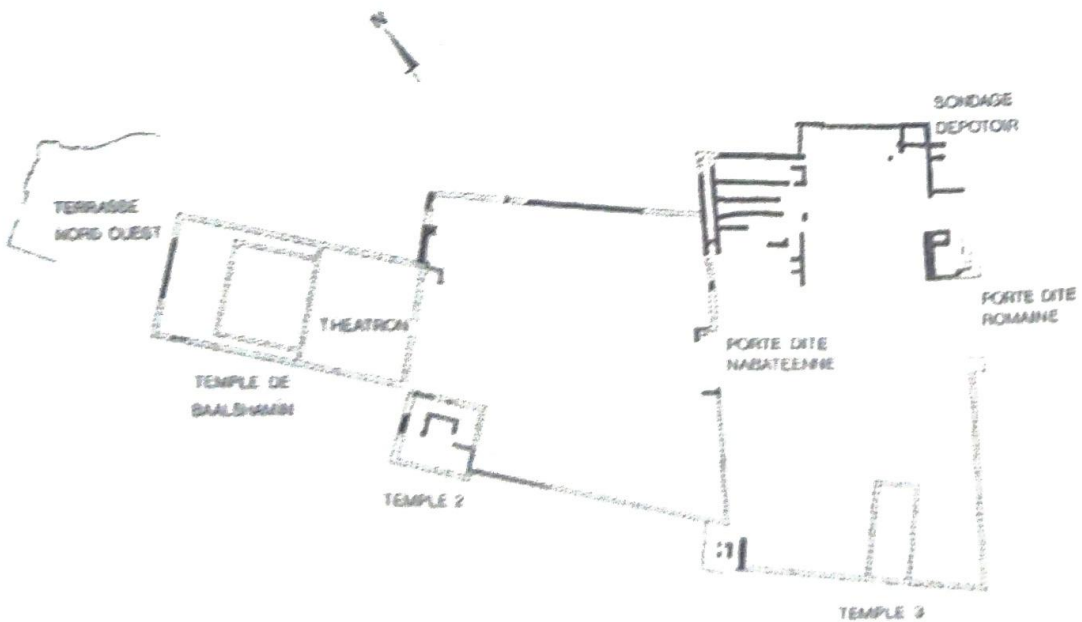 N
SONDAGE
DEPOTOIR
TERRASSE
NORD OUEST
THEATRON
TEMPLE DE
BAALSHAMIN
PORTE DITE
NABATEENNE
PORTE DITE
ROMAINE
TEMPLE 2
TEMPLE 3